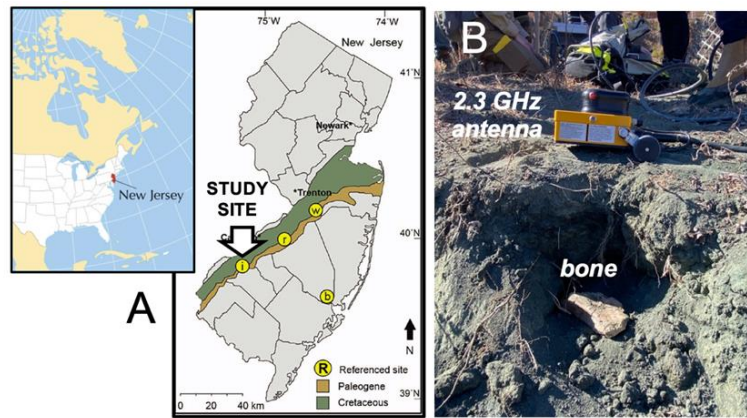 New Jersey
A
75°W
74°W
New Jersey
41°N
Newark*
*Trenton
STUDY
SITE
w
r
40°N
i
b
N
R Referenced site
Paleogene
Cretaceous
39°N
0 20 40 km
B
2.3 GHz
antenna
bone